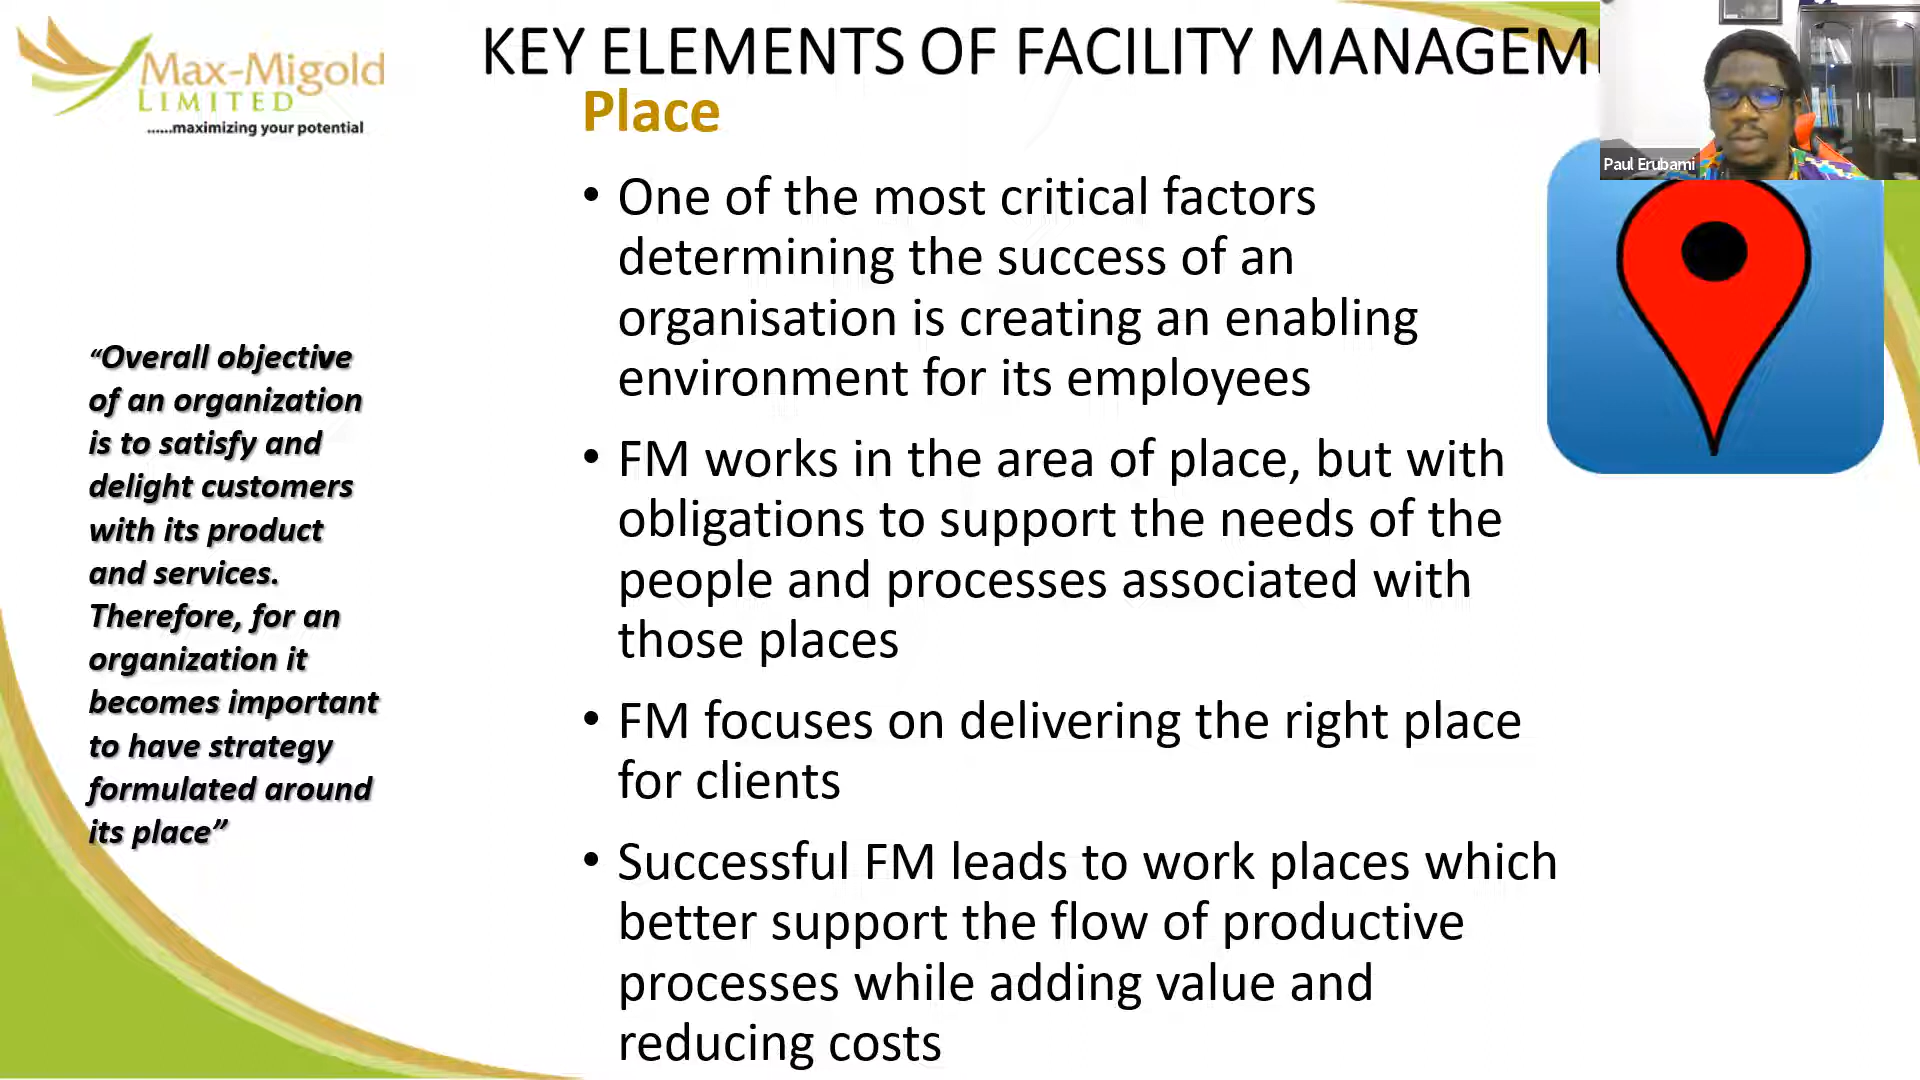 Max-Migold
LIMITED
......maximizing your potential
KEY ELEMENTS OF FACILITY
Place
Paul Erubami
• One of the most critical factors
determining the success of an
organisation is creating an enabling
environment for its employees
• FM works in the area of place, but with
obligations to support the needs of the
people and processes associated with
those places
• FM focuses on delivering the right place
for clients
• Successful FM leads to work places which
better support the flow of productive
processes while adding value and
reducing costs
“Overall objective
of an organization
is to satisfy and
delight customers
with its product
and services.
Therefore, for an
organization it
becomes important
to have strategy
formulated around
its place”